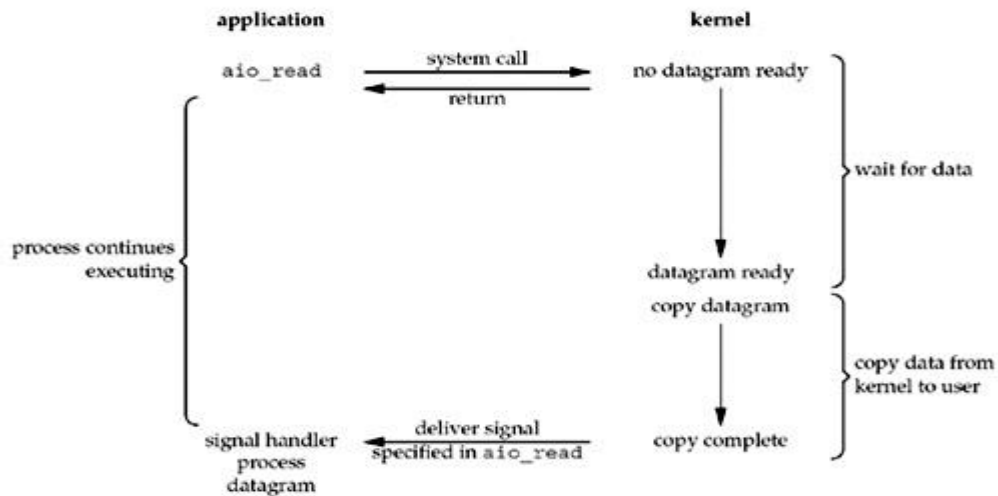 application
kernel
aio_read
system call
no datagram ready
return
wait for data
process continues
executing
datagram ready
copy datagram
copy data from
kernel to user
deliver signal
signal handler
specified in aio_read
copy complete
process
datagram